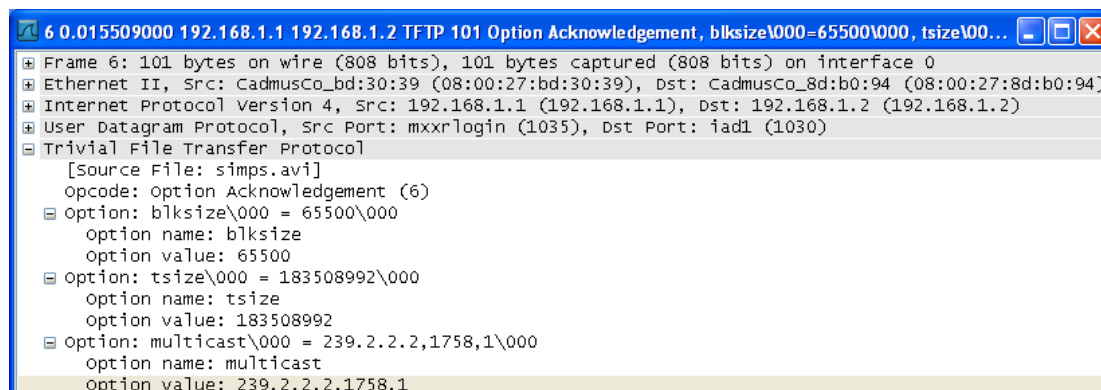 6 0.015509000 192.168.1.1 192.168.1.2 TFTP 101 Option Acknowledgement, blksize\000=65500\000, tsize\00...
Frame 6: 101 bytes on wire (808 bits), 101 bytes captured (808 bits) on interface 0
Ethernet II, Src: CadmusCo_bd:30:39 (08:00:27:bd:30:39), Dst: CadmusCo_8d:b0:94 (08:00:27:8d:b0:94)
Internet Protocol Version 4, Src: 192.168.1.1 (192.168.1.1), Dst: 192.168.1.2 (192.168.1.2)
User Datagram Protocol, Src Port: mxxrlogin (1035), Dst Port: iad1 (1030)
Trivial File Transfer Protocol
[Source File: simps.avi]
Opcode: Option Acknowledgement (6)
Option: blksize\000 = 65500\000
Option name: blksize
Option value: 65500
Option: tsize\000 = 183508992\000
Option name: tsize
Option value: 183508992
Option: multicast\000 = 239.2.2.2,1758,1\000
Option name: multicast
Option value: 239.2.2.2,1758,1